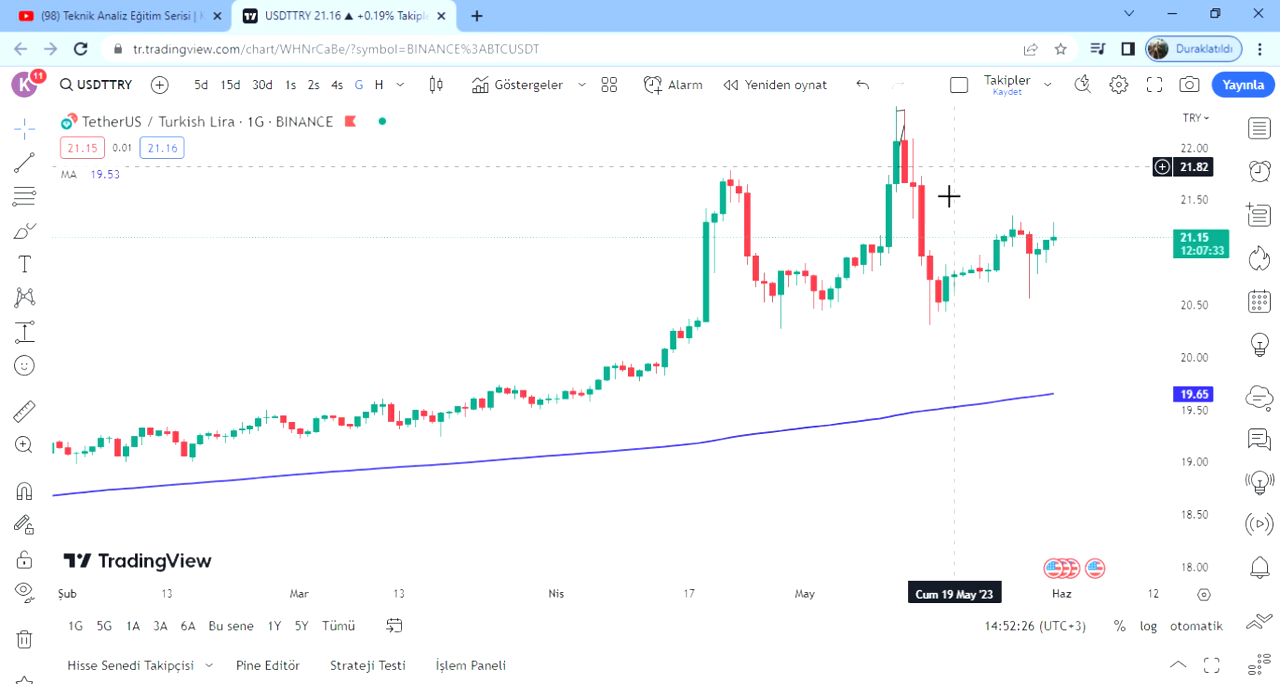 (98) Teknik Analiz Eğitim Serisi | K
USDTTRY 21.16 ▲ +0.19% Takiple
tr.tradingview.com/chart/WHNrCaBe/?symbol=BINANCE%3ABTCUSDT
Duraklatıldı
K 11
USDTTRY
5d 15d 30d 1s 2s 4s G H
Göstergeler
Alarm
Yeniden oynat
Takipler
Kaydet
Yayınla
TetherUS / Turkish Lira · 1G · BINANCE
TRY
21.15 0.01 21.16
MA 19.53
22.00
21.82
21.50
21.15
12:07:33
20.50
20.00
19.65
19.50
19.00
18.50
18.00
TradingView
Şub 13 Mar 13 Nis 17 May Cum 19 May '23 Haz 12
1G 5G 1A 3A 6A Bu sene 1Y 5Y Tümü
14:52:26 (UTC+3) % log otomatik
Hisse Senedi Takipçisi Pine Editör Strateji Testi İşlem Paneli